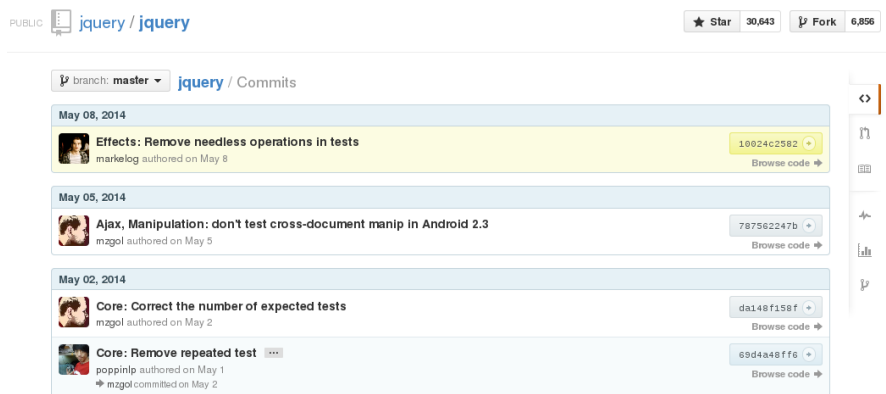 PUBLIC jquery / jquery Star 30,643 Fork 6,856
branch: master jquery / Commits
May 08, 2014
Effects: Remove needless operations in tests 10024c2582
markelog authored on May 8 Browse code
May 05, 2014
Ajax, Manipulation: don't test cross-document manip in Android 2.3 787562247b
mzgol authored on May 5 Browse code
May 02, 2014
Core: Correct the number of expected tests da148f158f
mzgol authored on May 2 Browse code
Core: Remove repeated test ... 69d4a48ff6
poppinlp authored on May 1 Browse code
mzgol committed on May 2